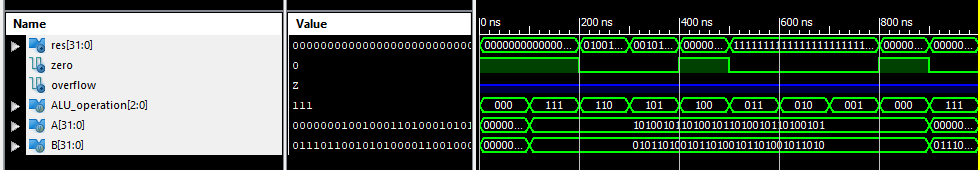 Name Value 0 ns 200 ns 400 ns 600 ns 800 ns
res[31:0] 00000000000000000000000000 0000000000000... 01001... 00101... 00000... 11111111111111111111111... 00000... 00000...
zero 0
overflow Z
ALU_operation[2:0] 111 000 111 110 101 100 011 010 001 000 111
A[31:0] 00000001001000110100010101 00000... 10100101101001011010010110100101 00000...
B[31:0] 01110110010101000011001000 00000... 01011010010110100101101001011010 01110...